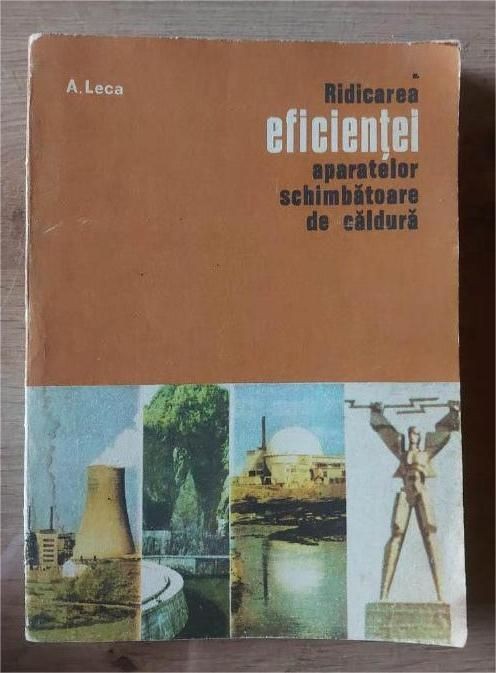 A. Leca
Ridicarea
eficienței
aparatelor
schimbătoare
de căldură